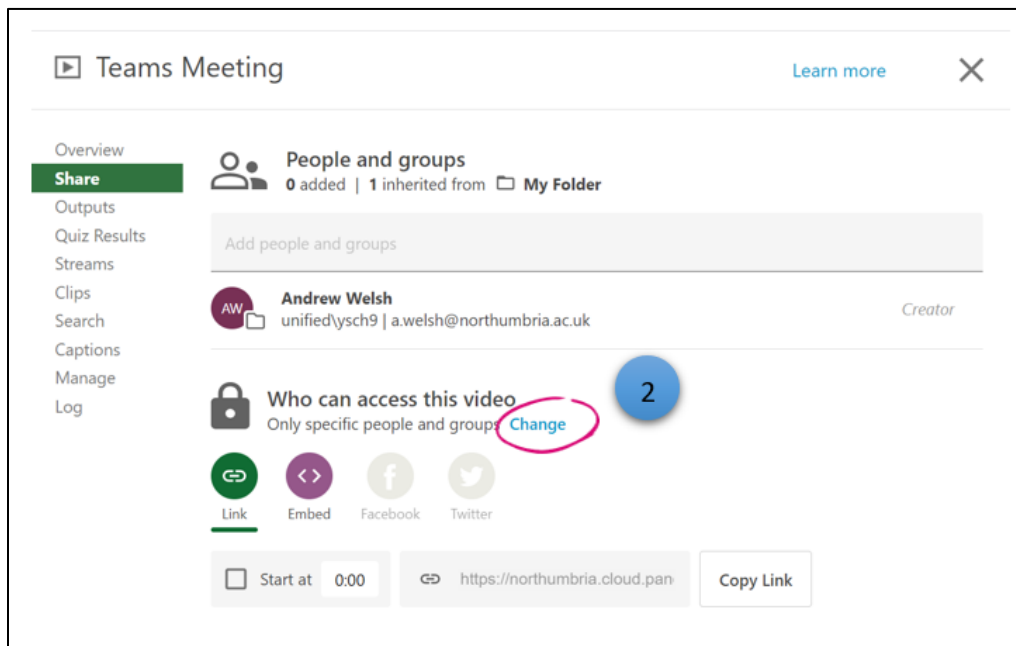 Teams Meeting
Learn more
Overview
Share
Outputs
Quiz Results
Streams
Clips
Search
Captions
Manage
Log
People and groups
0 added | 1 inherited from My Folder
Add people and groups
AW
Andrew Welsh
unified\ysch9 | a.welsh@northumbria.ac.uk
Creator
2
Who can access this video
Only specific people and groups Change
Link
Embed
Facebook
Twitter
Start at 0:00
https://northumbria.cloud.pan
Copy Link